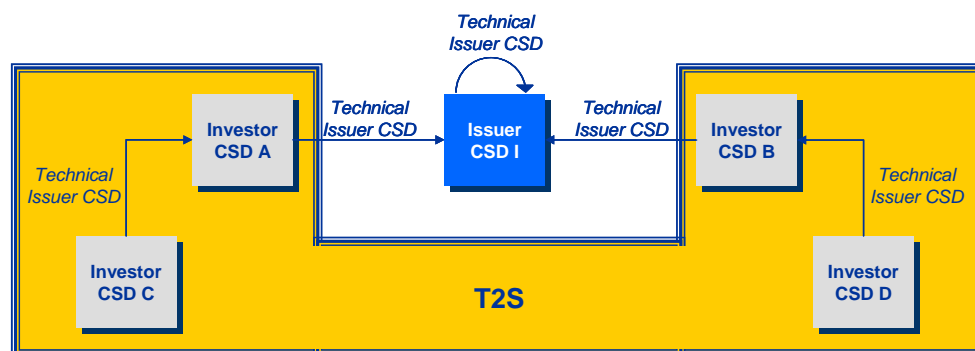 Technical
Issuer CSD
Investor
CSD A
Technical
Issuer CSD
Issuer
CSD I
Technical
Issuer CSD
Investor
CSD B
Technical
Issuer CSD
Technical
Issuer CSD
Investor
CSD C
T2S
Investor
CSD D